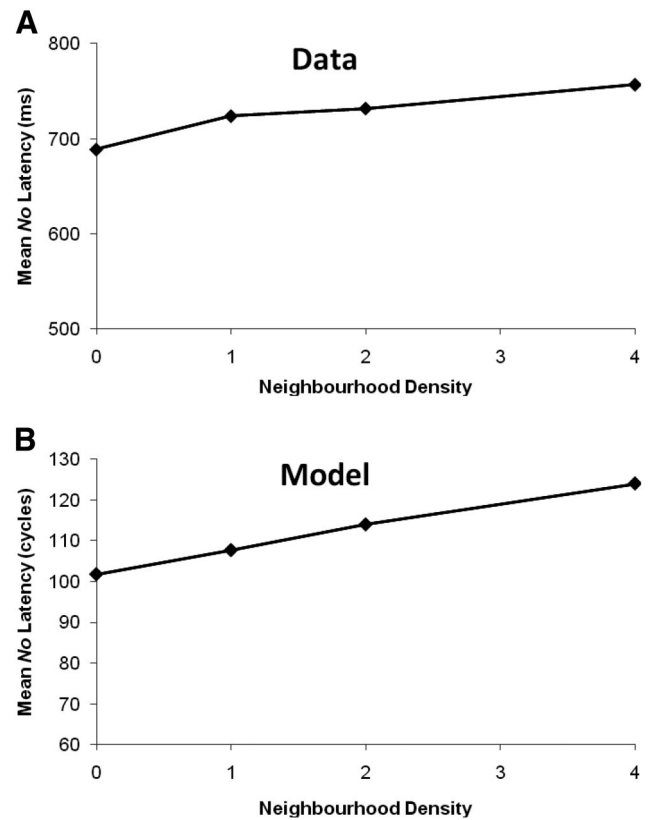 A
Data
Mean No Latency (ms)
800
700
600
500
0 1 2 3 4
Neighbourhood Density
B
Model
Mean No Latency (cycles)
130
120
110
100
90
80
70
60
0 1 2 3 4
Neighbourhood Density